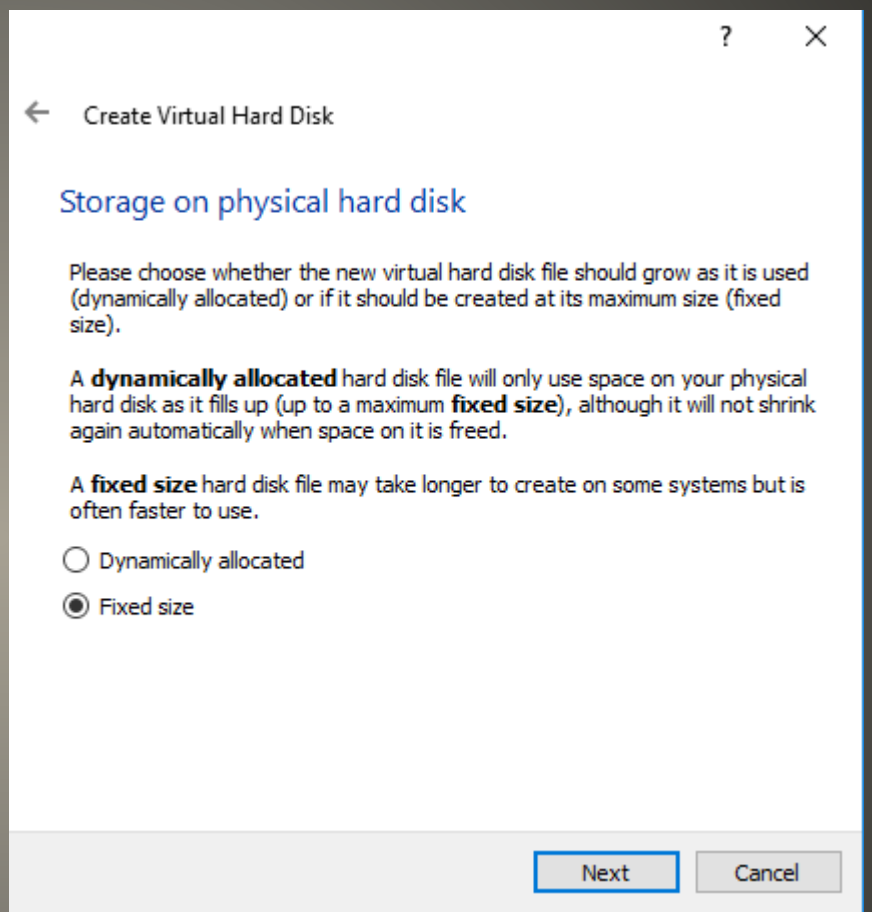 ?
Create Virtual Hard Disk
Storage on physical hard disk
Please choose whether the new virtual hard disk file should grow as it is used
(dynamically allocated) or if it should be created at its maximum size (fixed
size).
A dynamically allocated hard disk file will only use space on your physical
hard disk as it fills up (up to a maximum fixed size), although it will not shrink
again automatically when space on it is freed.
A fixed size hard disk file may take longer to create on some systems but is
often faster to use.
Dynamically allocated
Fixed size
Next Cancel